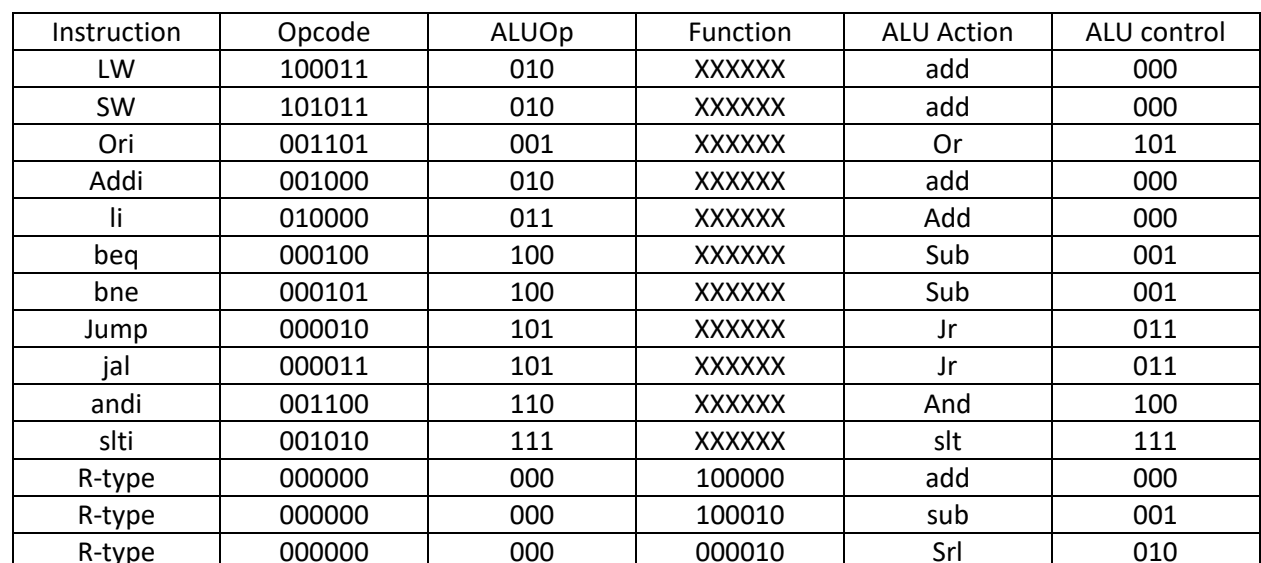 Instruction Opcode ALUOp Function ALU Action ALU control
LW 100011 010 XXXXXX add 000
SW 101011 010 XXXXXX add 000
Ori 001101 001 XXXXXX Or 101
Addi 001000 010 XXXXXX add 000
li 010000 011 XXXXXX Add 000
beq 000100 100 XXXXXX Sub 001
bne 000101 100 XXXXXX Sub 001
Jump 000010 101 XXXXXX Jr 011
jal 000011 101 XXXXXX Jr 011
andi 001100 110 XXXXXX And 100
slti 001010 111 XXXXXX slt 111
R-type 000000 000 100000 add 000
R-type 000000 000 100010 sub 001
R-type 000000 000 000010 Srl 010